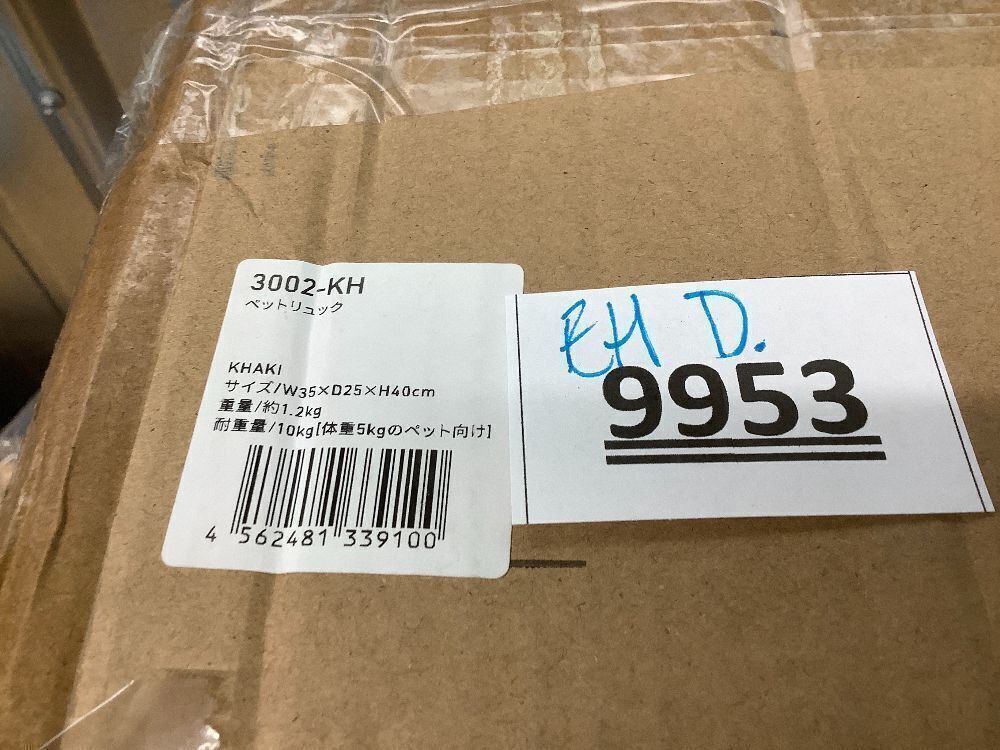 3002-KH
ペットリュック
KHAKI
サイズ/W35×D25×H40cm
重量/約1.2kg
耐重量/10kg[体重5kgのペット向け]
4 562481 339100
EH D.
9953